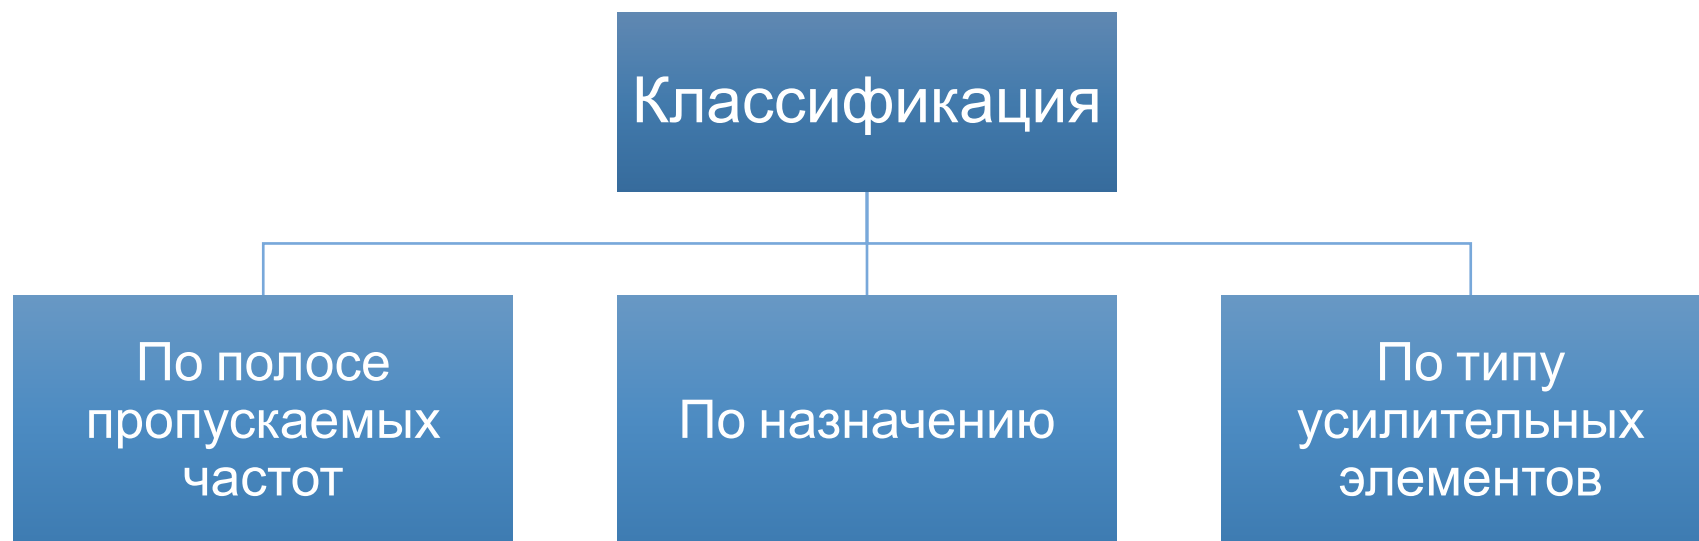 Классификация
По полосе
пропускаемых
частот
По назначению
По типу
усилительных
элементов